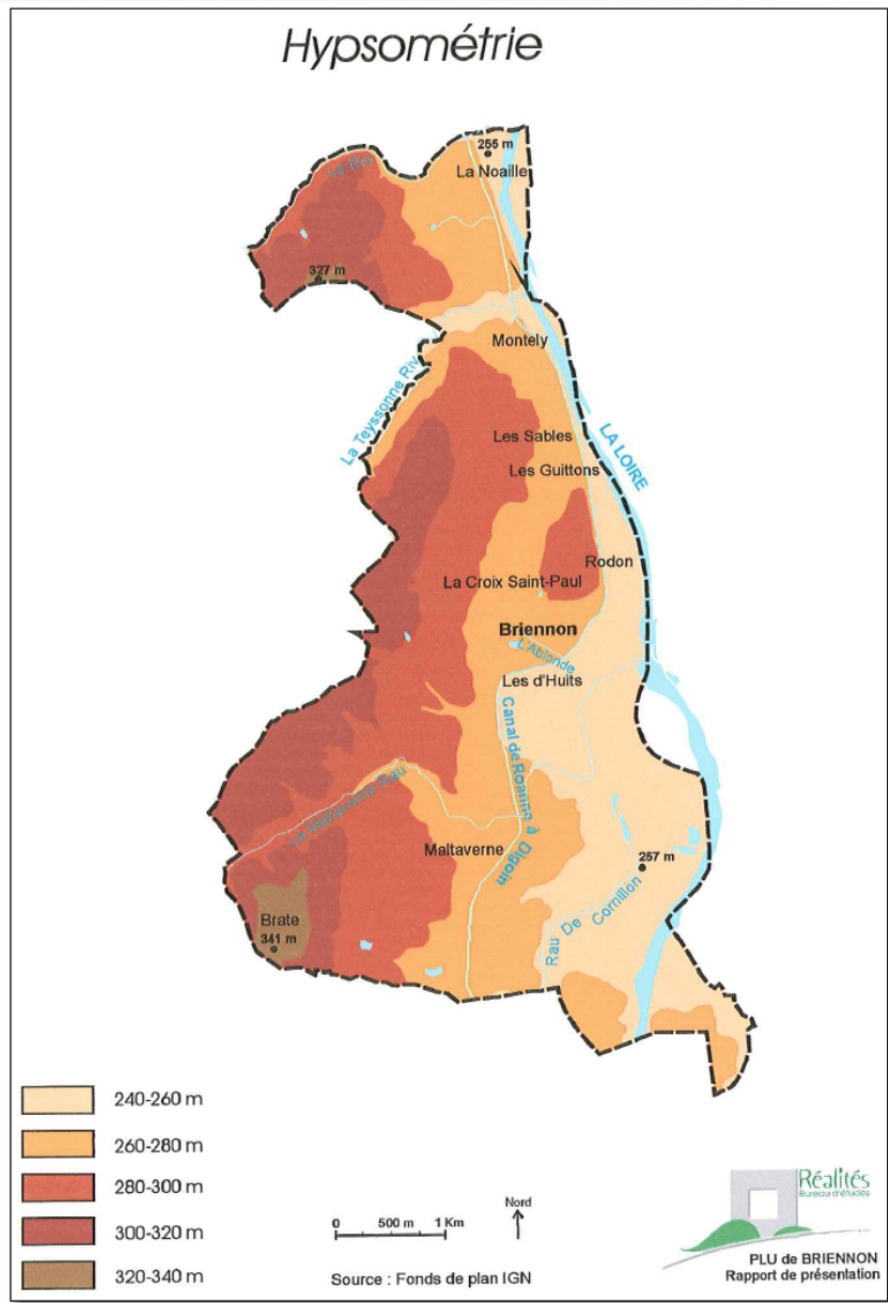 Hypsométrie
255 m
La Noaille
Le Rio
327 m
Montely
La Teyssonne Riv
Les Sables
LA LOIRE
Les Guittons
Rodon
La Croix Saint-Paul
Briennon
L'Ablonde
Les d'Huits
Canal de Roanne à Digoin
La Maltaverne Rau
Maltaverne
257 m
Rau De Cornillon
Brate
341 m
240-260 m
260-280 m
280-300 m
300-320 m
320-340 m
0 500 m 1 Km
Nord
Source : Fonds de plan IGN
Réalités
Bureau d'études
PLU de BRIENNON
Rapport de présentation